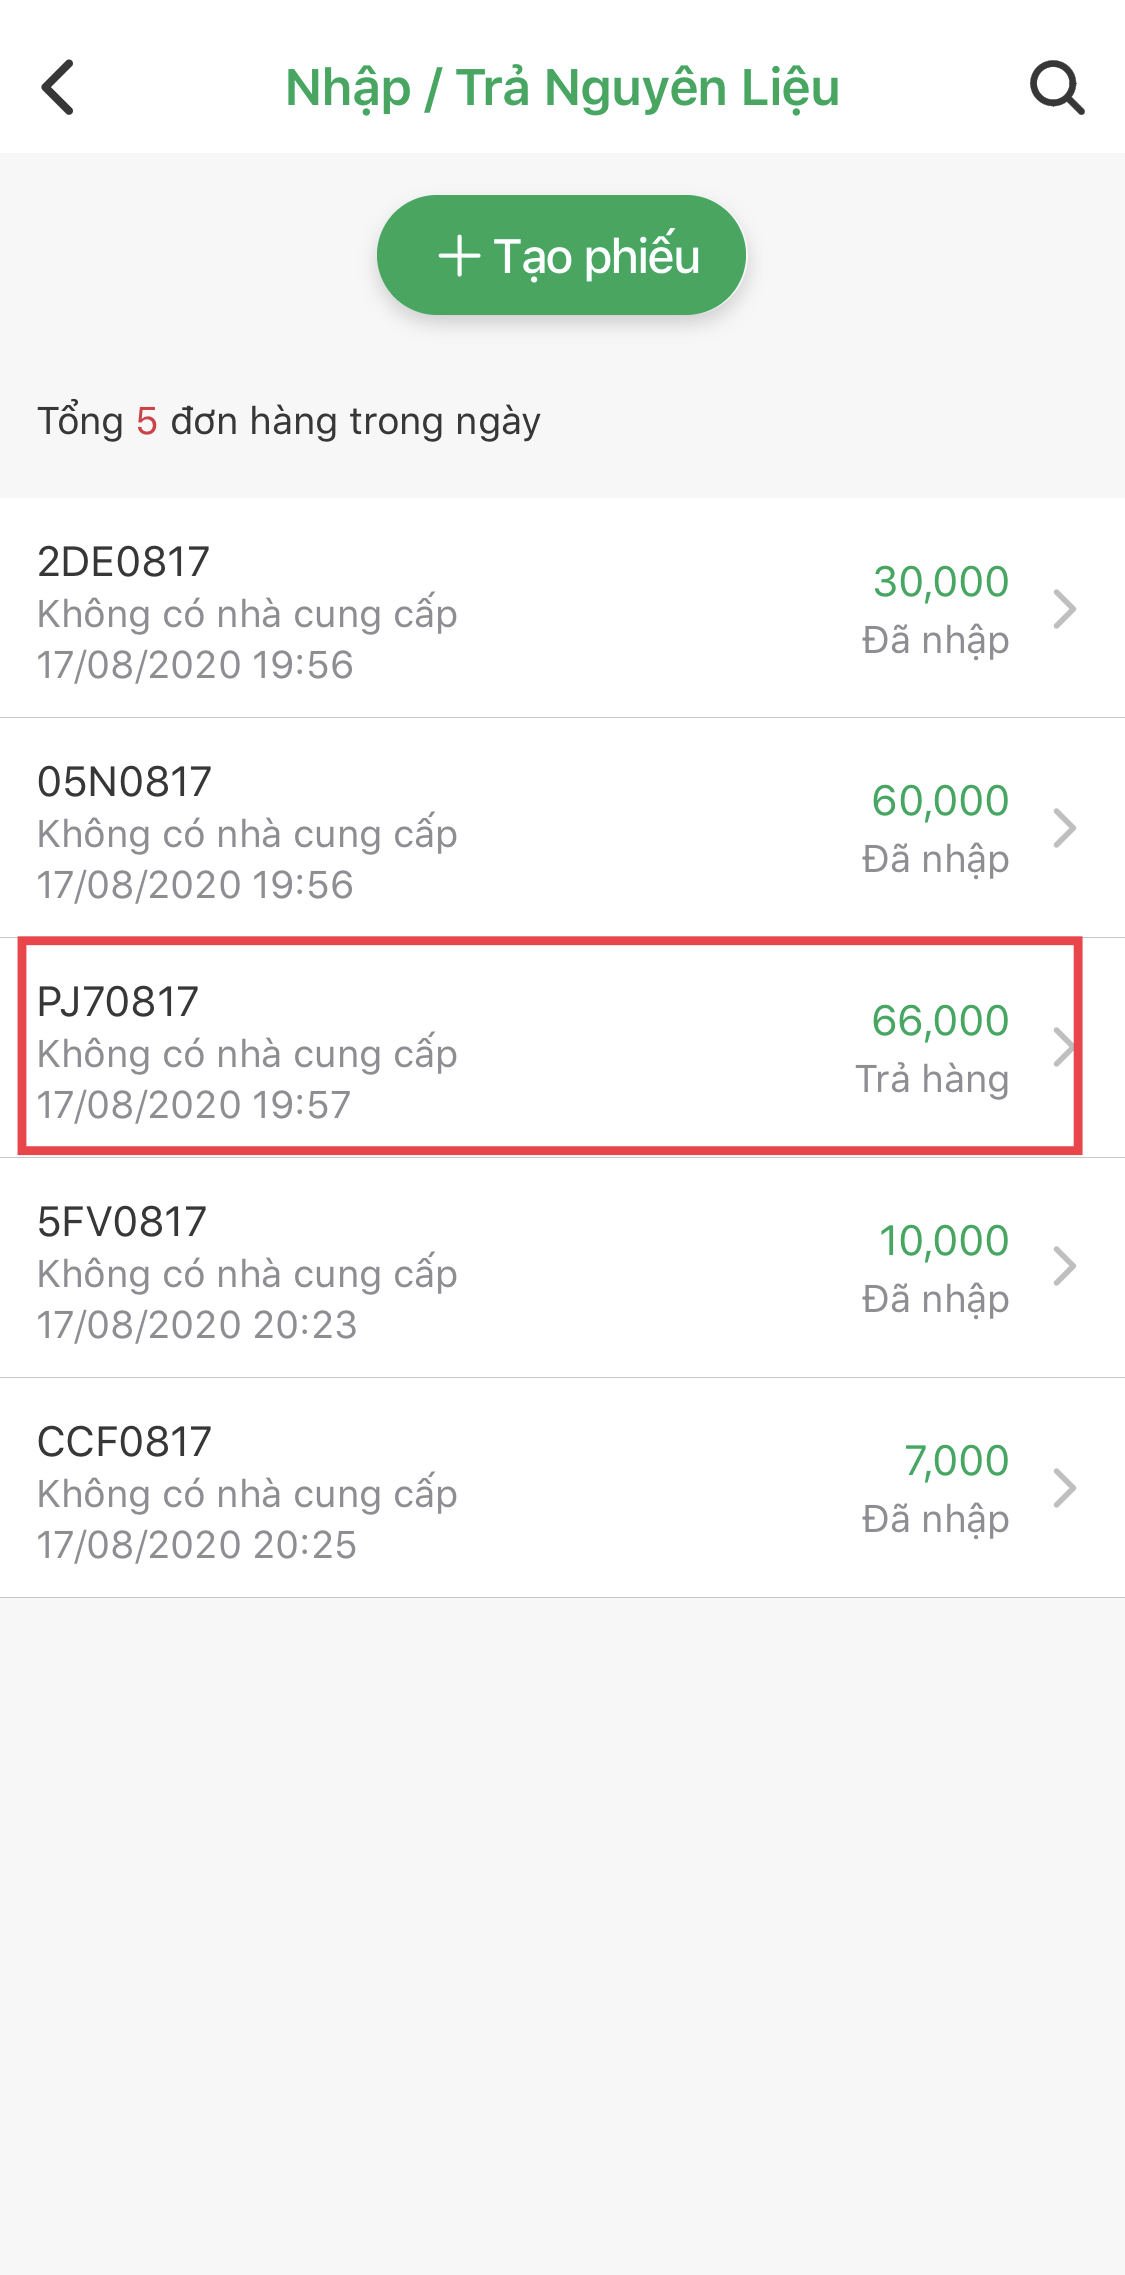 Nhập / Trả Nguyên Liệu
Tạo phiếu
Tổng 5 đơn hàng trong ngày
2DE0817
30,000
Không có nhà cung cấp
Đã nhập
17/08/2020 19:56
05N0817
60,000
Không có nhà cung cấp
Đã nhập
17/08/2020 19:56
PJ70817
66,000
Không có nhà cung cấp
Trả hàng
17/08/2020 19:57
5FV0817
10,000
Không có nhà cung cấp
Đã nhập
17/08/2020 20:23
CCF0817
7,000
Không có nhà cung cấp
Đã nhập
17/08/2020 20:25